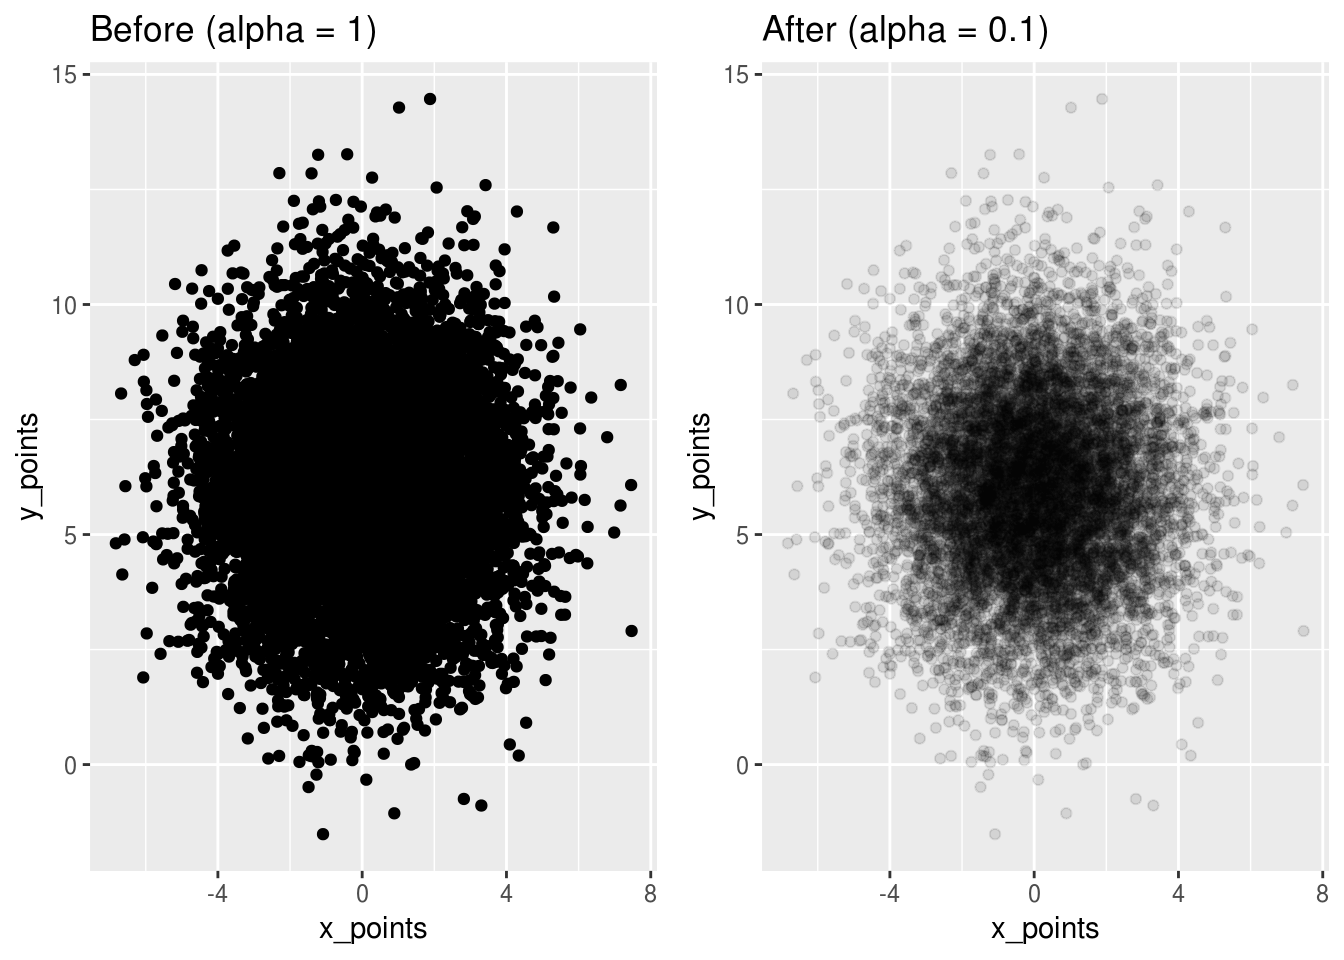 Before (alpha = 1)
15
10
5
0
y_points
-4
0
4
8
x_points
After (alpha = 0.1)
15
10
5
0
y_points
-4
0
4
8
x_points